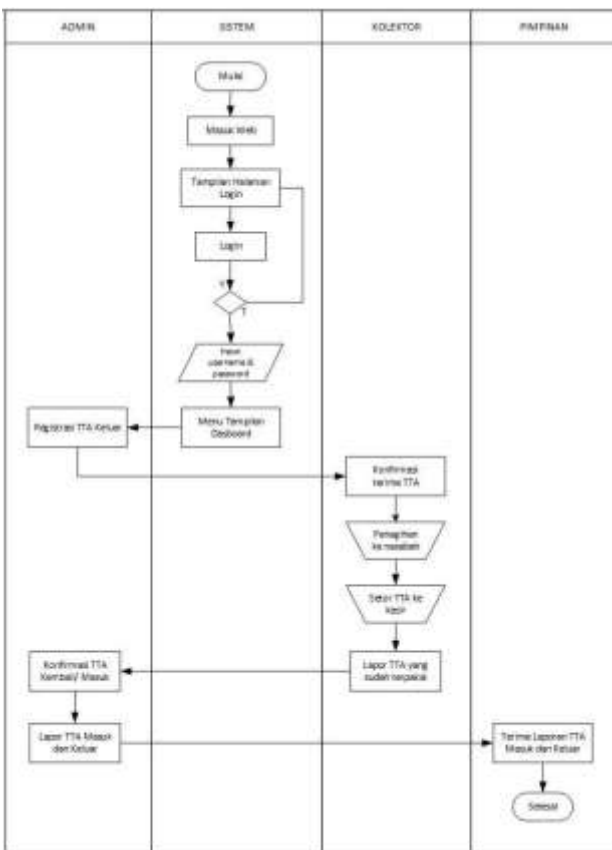 ADMIN
SISTEM
KOLEKTOR
PIMPINAN
Mulai
Masuk Web
Tampilan Halaman
Login
Login
Y
T
Input
username &
password
Menu Tampilan
Dasboard
Registrasi TTA Keluar
Konfirmasi
terima TTA
Penagihan
ke nasabah
Setor TTA ke
kasir
Lapor TTA yang
sudah terpakai
Konfirmasi TTA
Kembali/ Masuk
Lapor TTA Masuk
dan Keluar
Terima Laporan TTA
Masuk dan Keluar
Selesai